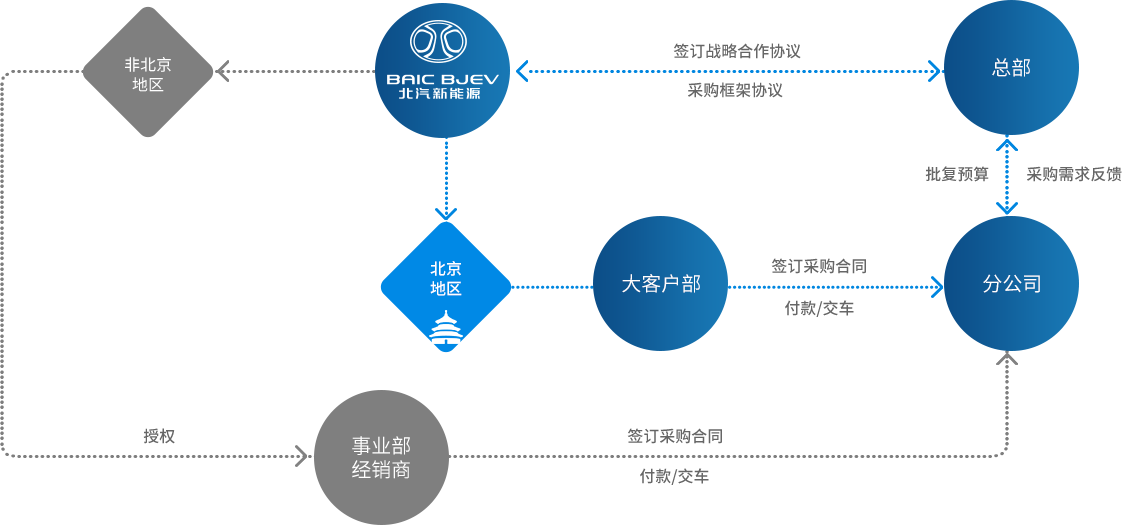 非北京
地区
BAIC BJEV
北汽新能源
签订战略合作协议
采购框架协议
总部
批复预算
采购需求反馈
北京
地区
大客户部
签订采购合同
付款/交车
分公司
授权
事业部
经销商
签订采购合同
付款/交车